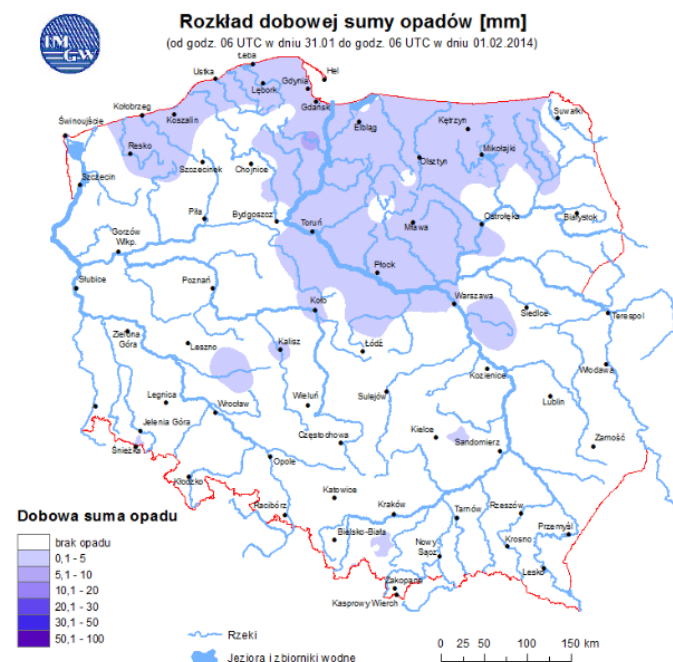 Rozkład dobowej sumy opadów [mm]
(od godz. 06 UTC w dniu 31.01 do godz. 06 UTC w dniu 01.02.2014)
IM
GW
Łeba
Hel
Ustka
Gdynia
Lębork
Kołobrzeg
Gdańsk
Koszalin
Suwałki
Świnoujście
Elbląg
Kętrzyn
Resko
Mikołajki
Szczecinek
Chojnice
Olsztyn
Szczecin
Piła
Bydgoszcz
Ostrołęka
Białystok
Toruń
Mława
Gorzów
Wlkp.
Płock
Słubice
Poznań
Koło
Warszawa
Siedlce
Terespol
Zielona
Góra
Leszno
Kalisz
Łódź
Kozienice
Włodawa
Legnica
Wieluń
Sulejów
Lublin
Wrocław
Jelenia Góra
Kielce
Częstochowa
Sandomierz
Zamość
Śnieżka
Opole
Kłodzko
Katowice
Racibórz
Kraków
Tarnów
Rzeszów
Przemyśl
Bielsko-Biała
Nowy
Sącz
Krosno
Lesko
Zakopane
Kasprowy Wierch
Dobowa suma opadu
brak opadu
0,1 - 5
5,1 - 10
10,1 - 20
20,1 - 30
30,1 - 50
50,1 - 100
Rzeki
Jeziora i zbiorniki wodne
0 25 50 100 150 km